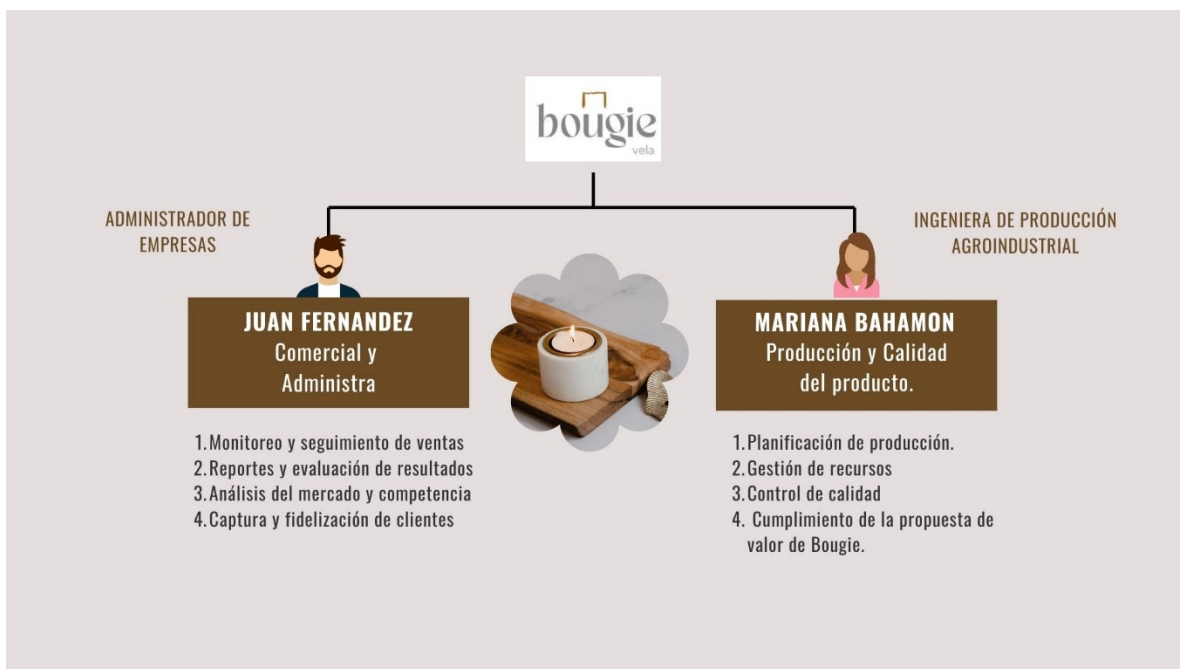 bougie
vela
ADMINISTRADOR DE
EMPRESAS
JUAN FERNANDEZ
Comercial y
Administra
1. Monitoreo y seguimiento de ventas
2. Reportes y evaluación de resultados
3. Análisis del mercado y competencia
4. Captura y fidelización de clientes
INGENIERA DE PRODUCCIÓN
AGROINDUSTRIAL
MARIANA BAHAMON
Producción y Calidad
del producto.
1. Planificación de producción.
2. Gestión de recursos
3. Control de calidad
4. Cumplimiento de la propuesta de
valor de Bougie.